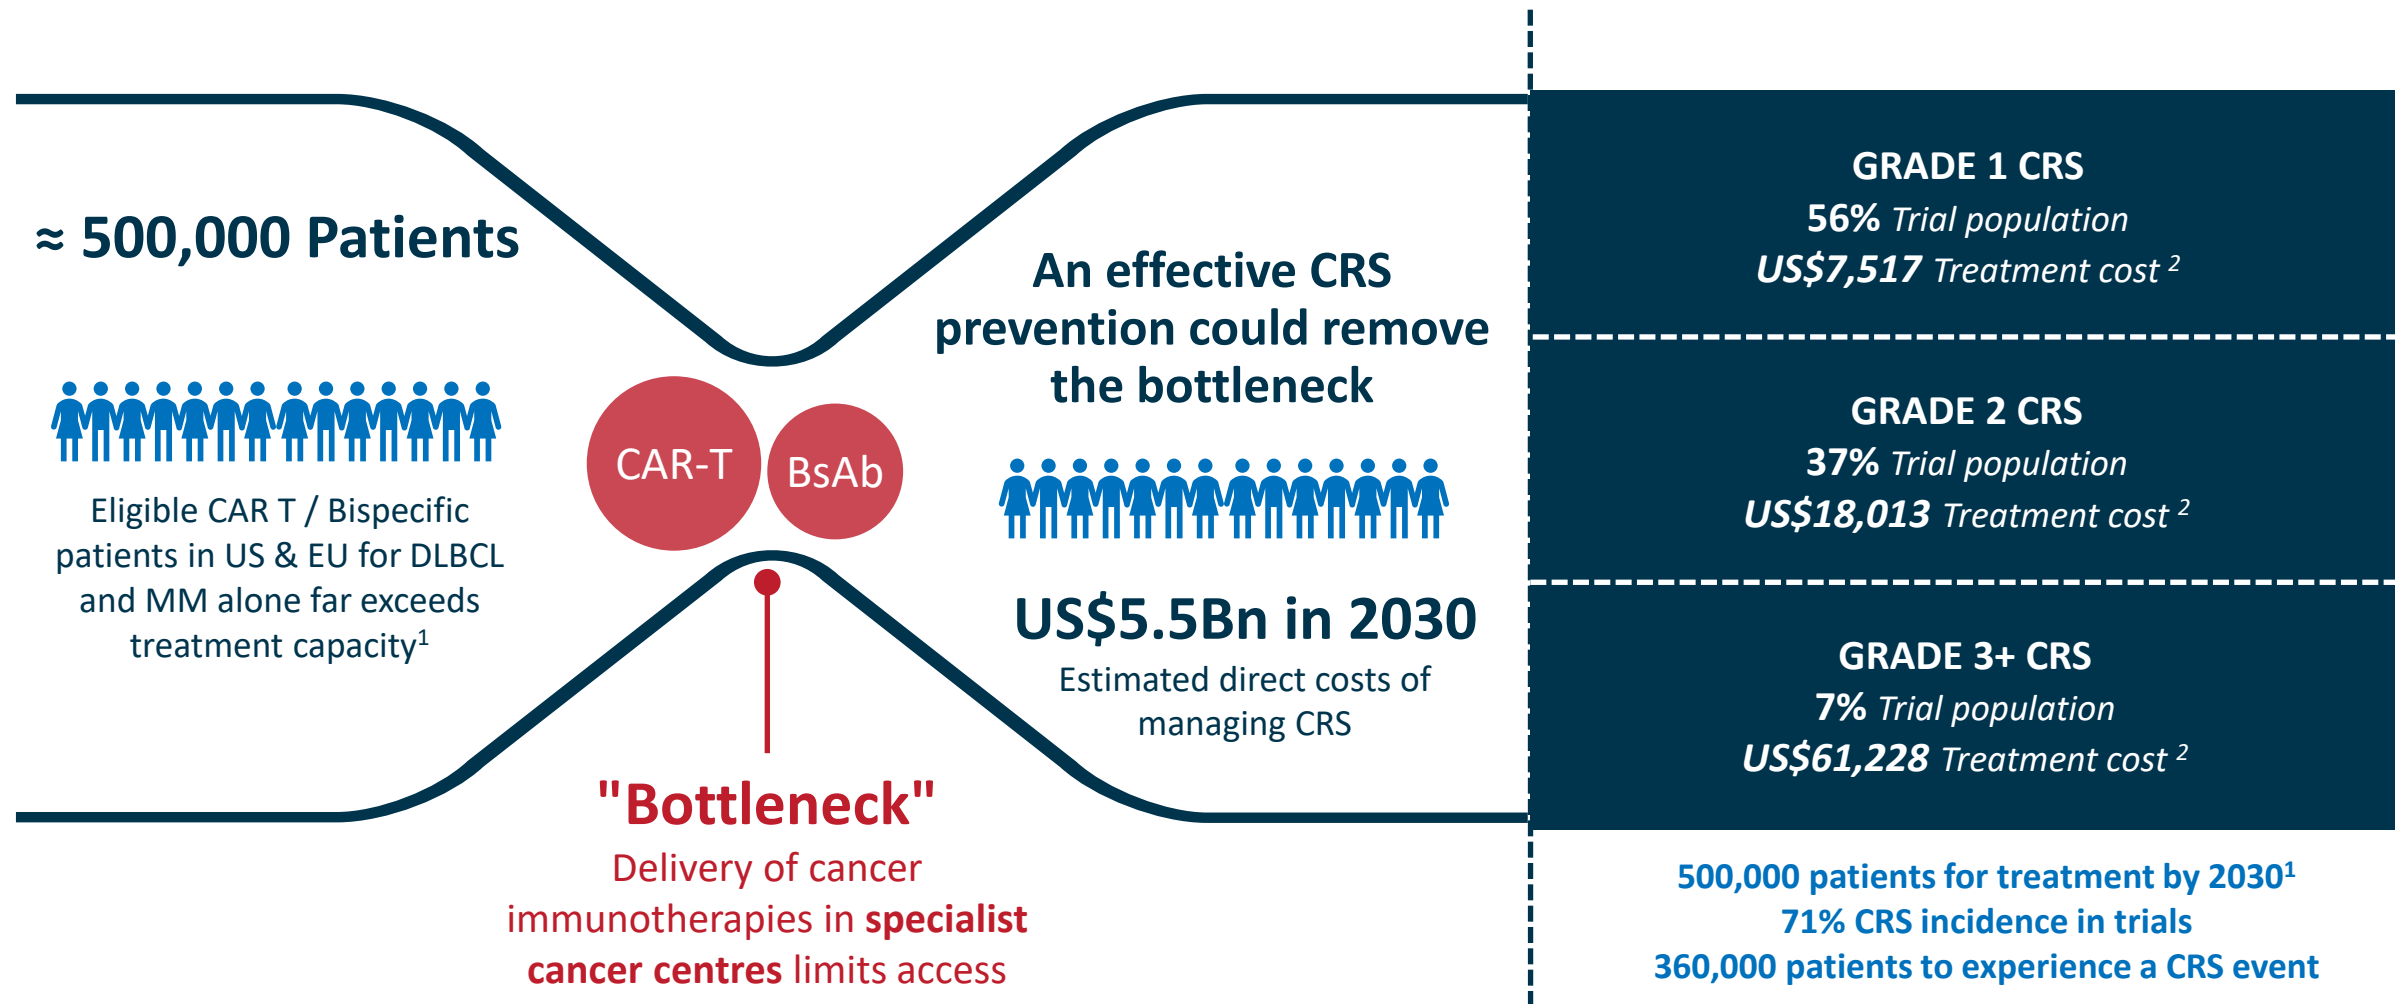 ≈ 500,000 Patients
Eligible CAR T / Bispecific
patients in US & EU for DLBCL
and MM alone far exceeds
treatment capacity1
CAR-T
BsAb
"Bottleneck"
Delivery of cancer
immunotherapies in specialist
cancer centres limits access
An effective CRS
prevention could remove
the bottleneck
US$5.5Bn in 2030
Estimated direct costs of
managing CRS
GRADE 1 CRS
56% Trial population
US$7,517 Treatment cost 2
GRADE 2 CRS
37% Trial population
US$18,013 Treatment cost 2
GRADE 3+ CRS
7% Trial population
US$61,228 Treatment cost 2
500,000 patients for treatment by 20301
71% CRS incidence in trials
360,000 patients to experience a CRS event